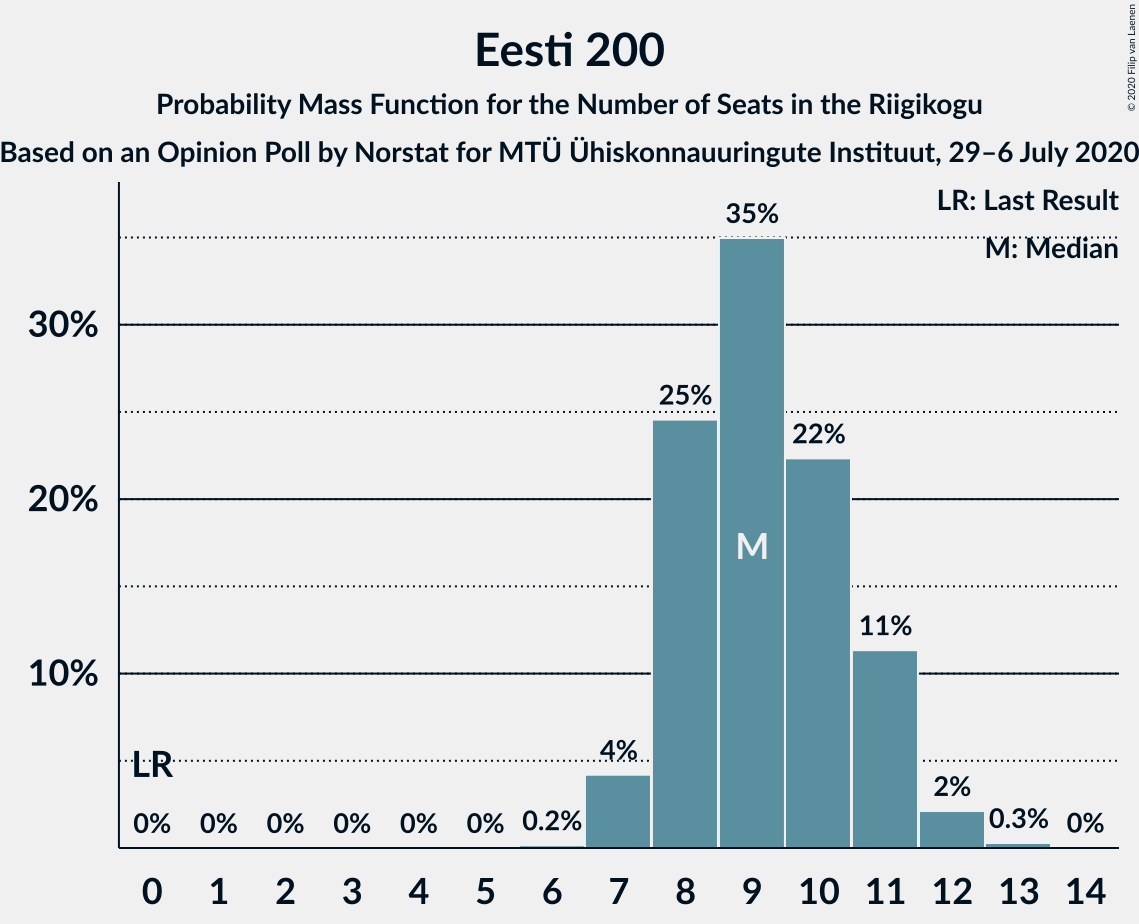 Eesti 200
Probability Mass Function for the Number of Seats in the Riigikogu
Based on an Opinion Poll by Norstat for MTÜ Ühiskonnauuringute Instituut, 29–6 July 2020
© 2020 Filip van Laenen
LR: Last Result
M: Median
35%
30%
25%
22%
20%
M
11%
10%
LR
4%
2%
0% 0% 0% 0% 0% 0% 0.2% 0.3% 0%
0 1 2 3 4 5 6 7 8 9 10 11 12 13 14